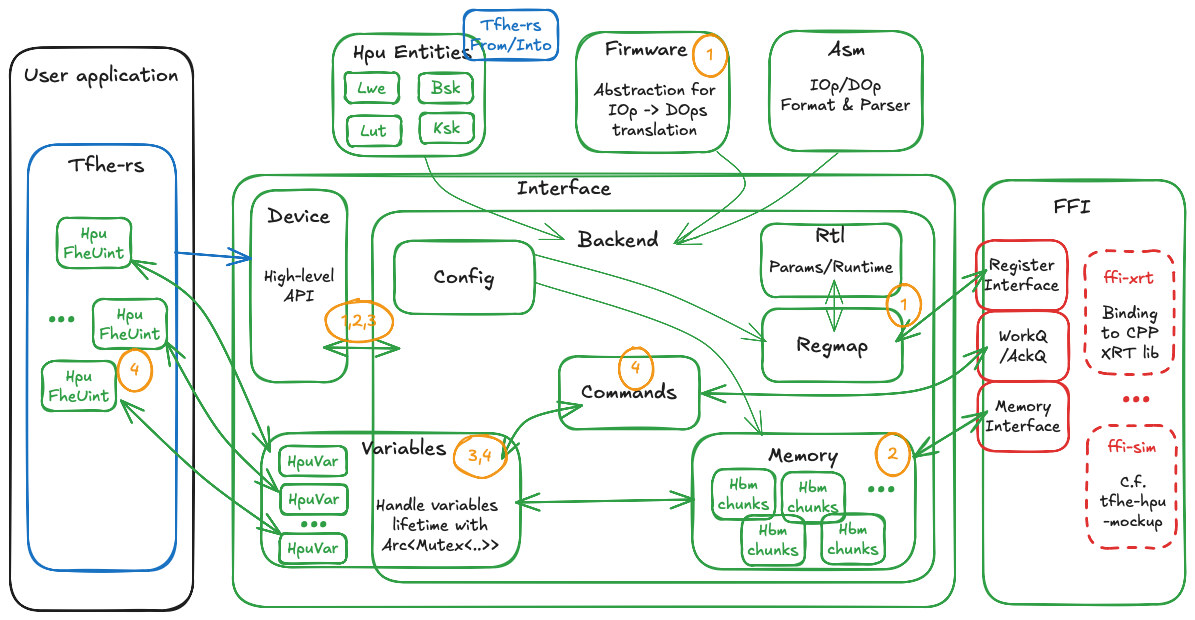 User application
Tfhe-rs
Hpu
FheUint
...
Hpu
FheUint
Hpu
FheUint
4
Hpu Entities
Tfhe-rs
From/Into
Lwe
Bsk
Lut
Ksk
Firmware
1
Abstraction for
IOp -> DOps
translation
Asm
IOp/DOp
Format & Parser
Interface
Device
High-level
API
1,2,3
Backend
Config
Rtl
Params/Runtime
1
Regmap
Commands
4
Variables
3,4
HpuVar
HpuVar
...
HpuVar
Handle variables
lifetime with
Arc<Mutex<..>>
Memory
2
Hbm
chunks
Hbm
chunks
...
Hbm
chunks
Hbm
chunks
FFI
Register
Interface
WorkQ
/AckQ
Memory
Interface
ffi-xrt
Binding
to CPP
XRT lib
...
ffi-sim
C.f.
tfhe-hpu
-mockup